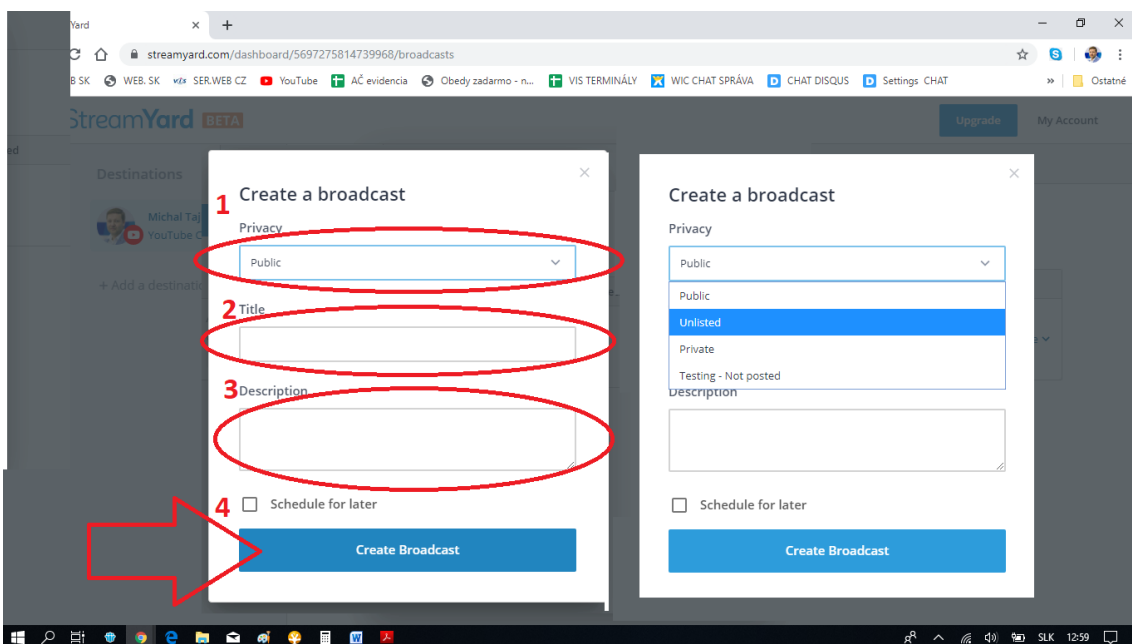 Yard
streamyard.com/dashboard/5697275814739968/broadcasts
B SK WEB. SK SER.WEB CZ YouTube AČ evidencia Obedy zadarmo - n... VIS TERMINÁLY WIC CHAT SPRÁVA CHAT DISQUS Settings CHAT » Ostatné
StreamYard BETA
Upgrade My Account
ed
Destinations
Michal Taj
YouTube C
+ Add a destinatio
1 Create a broadcast
Privacy
Public
2 Title
3 Description
4 Schedule for later
Create Broadcast
Create a broadcast
Privacy
Public
Public
Unlisted
Private
Testing - Not posted
Description
Schedule for later
Create Broadcast
SLK 12:59